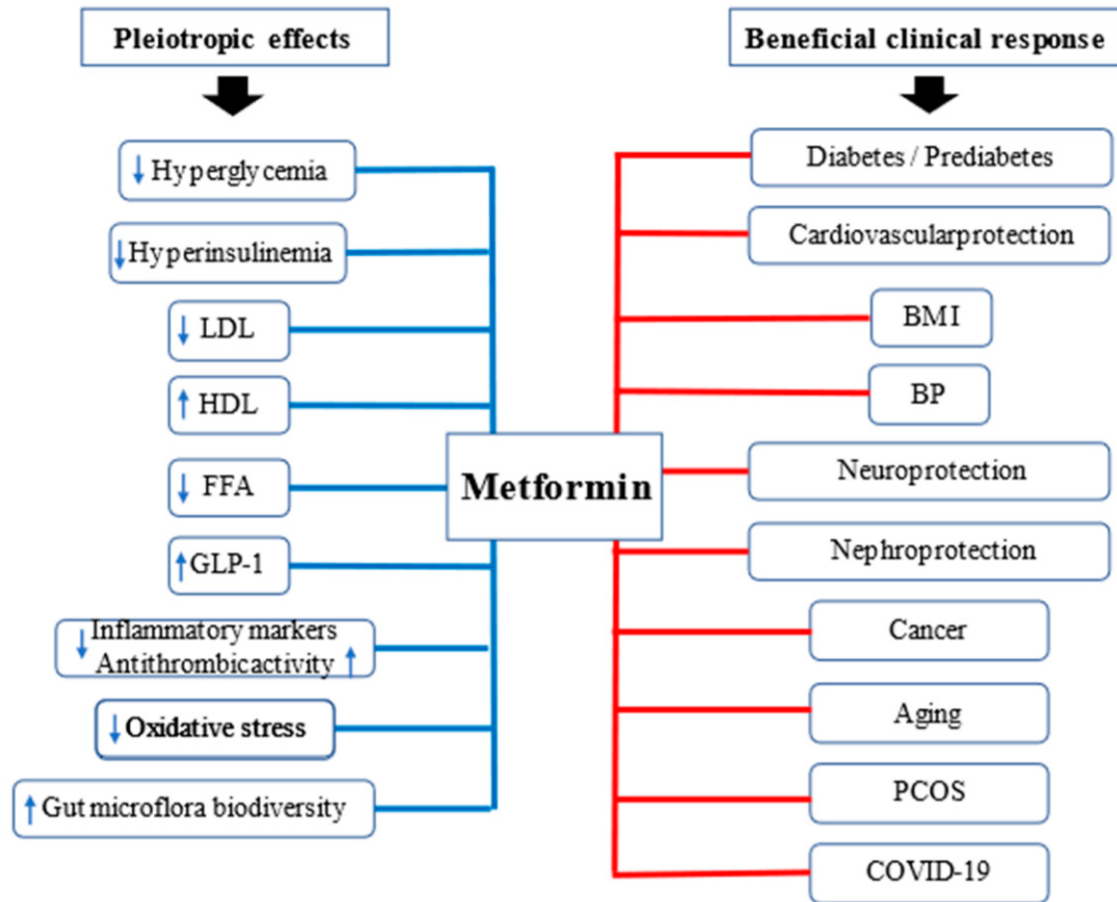 Pleiotropic effects
↓ Hyperglycemia
↓ Hyperinsulinemia
↓ LDL
↑ HDL
↓ FFA
↑ GLP-1
↓ Inflammatory markers
Antithrombicactivity ↑
↓ Oxidative stress
↑ Gut microflora biodiversity
Metformin
Beneficial clinical response
Diabetes / Prediabetes
Cardiovascularprotection
BMI
BP
Neuroprotection
Nephroprotection
Cancer
Aging
PCOS
COVID-19